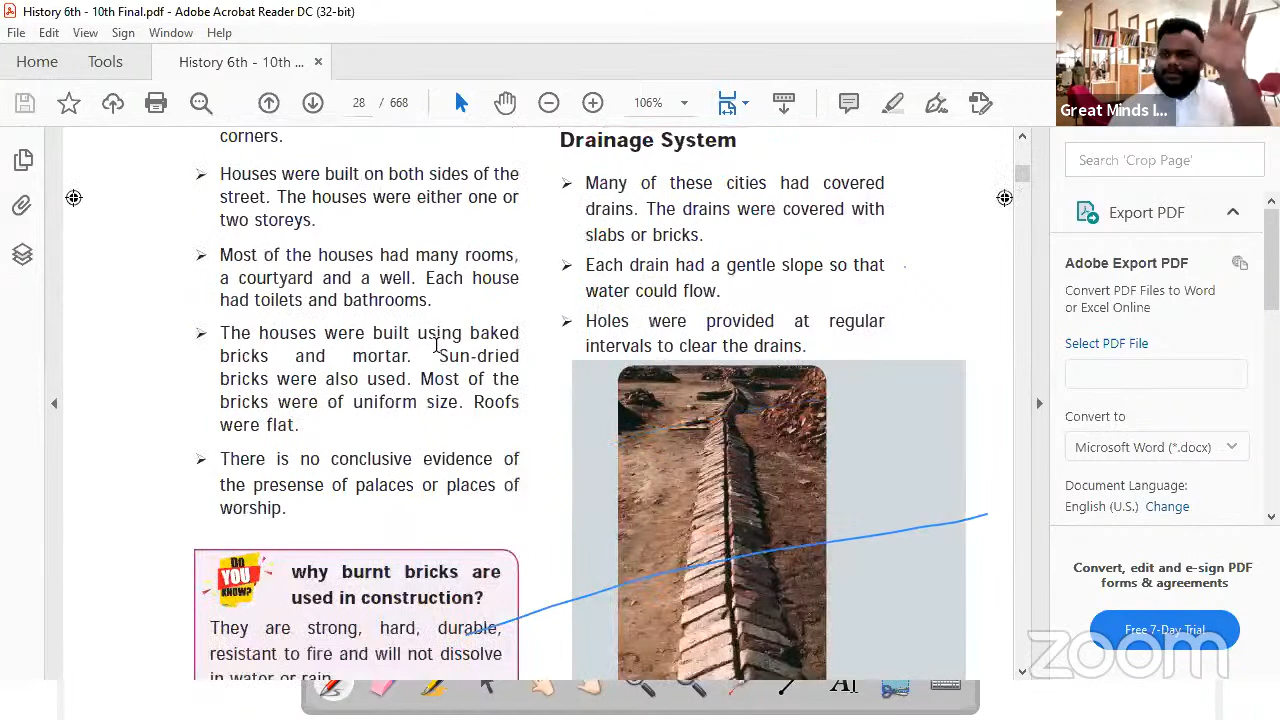 History 6th - 10th Final.pdf - Adobe Acrobat Reader DC (32-bit)
File Edit View Sign Window Help
Home Tools History 6th - 10th ... ×
28 / 668 106%
Great Minds I...
corners.
Houses were built on both sides of the
street. The houses were either one or
two storeys.
Most of the houses had many rooms,
a courtyard and a well. Each house
had toilets and bathrooms.
The houses were built using baked
bricks and mortar. Sun-dried
bricks were also used. Most of the
bricks were of uniform size. Roofs
were flat.
There is no conclusive evidence of
the presense of palaces or places of
worship.
DO
YOU
KNOW?
why burnt bricks are
used in construction?
They are strong, hard, durable,
resistant to fire and will not dissolve
in water or rain.
Drainage System
Many of these cities had covered
drains. The drains were covered with
slabs or bricks.
Each drain had a gentle slope so that
water could flow.
Holes were provided at regular
intervals to clear the drains.
Search 'Crop Page'
Export PDF
Adobe Export PDF
Convert PDF Files to Word
or Excel Online
Select PDF File
Convert to
Microsoft Word (*.docx)
Document Language:
English (U.S.) Change
Convert, edit and e-sign PDF
forms & agreements
Free 7-Day Trial
zoom
AI